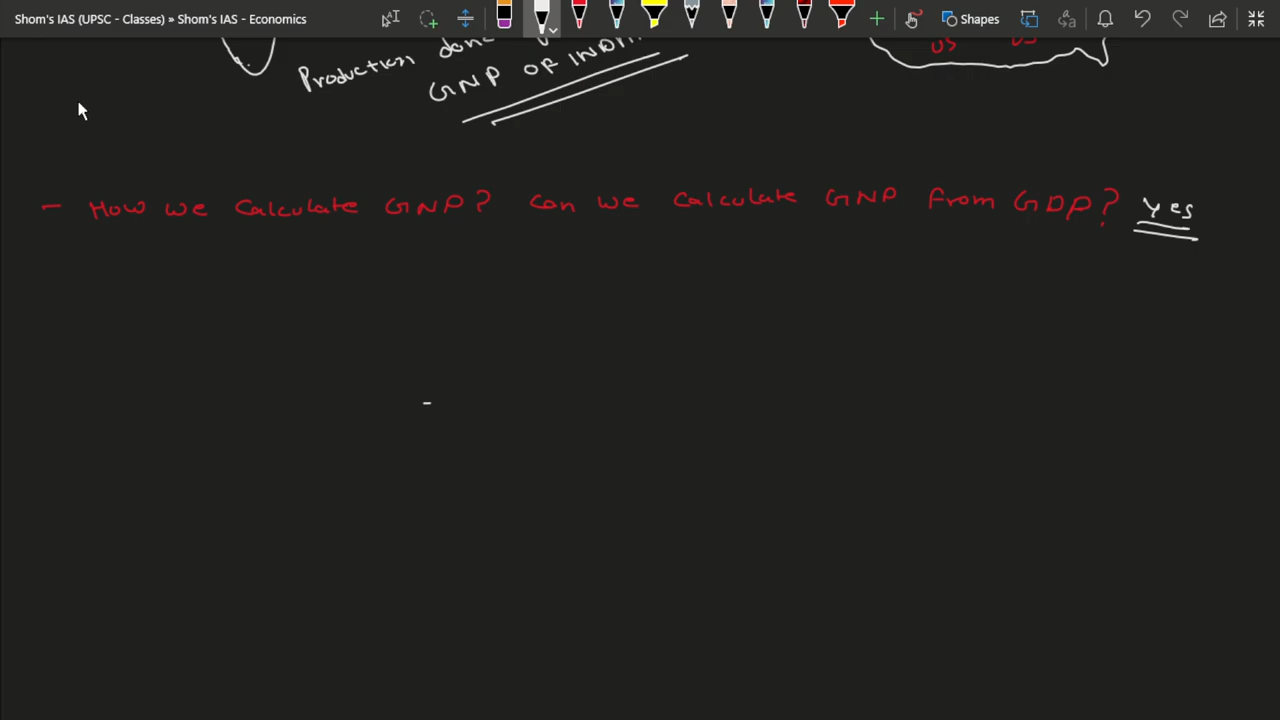 Shom's IAS (UPSC - Classes) » Shom's IAS - Economics
Shapes
Production done
GNP OF INDIA
US US
- How we calculate GNP? Can we calculate GNP from GDP? Yes